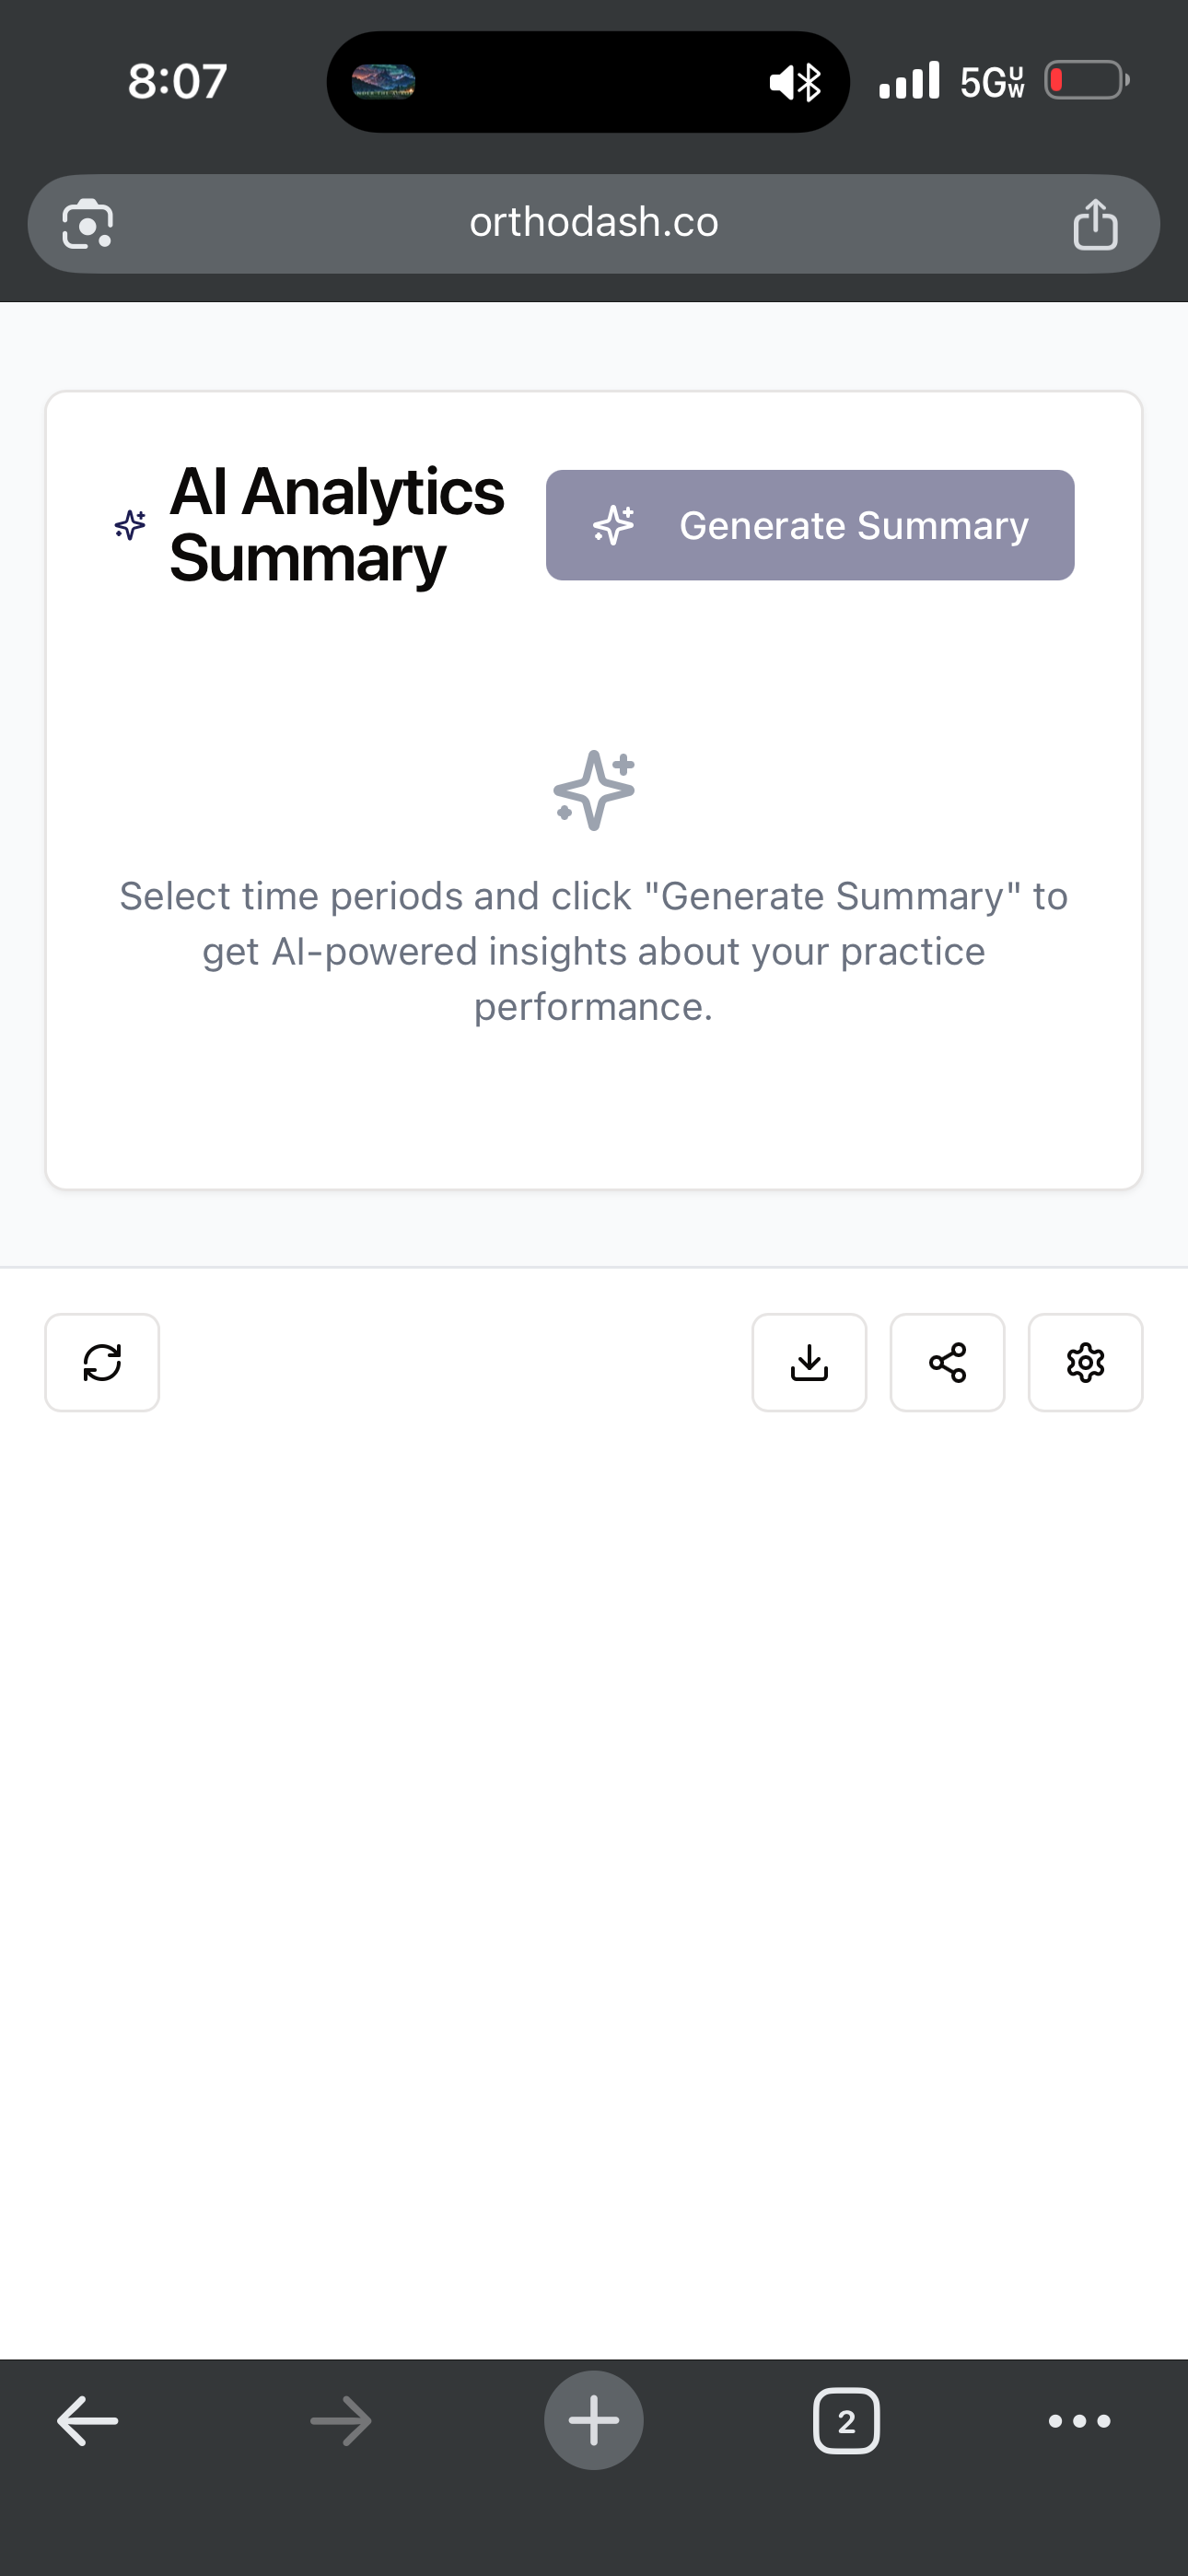 8:07
5G UW
orthodash.co
AI Analytics
Summary
Generate Summary
Select time periods and click "Generate Summary" to
get AI-powered insights about your practice
performance.
2